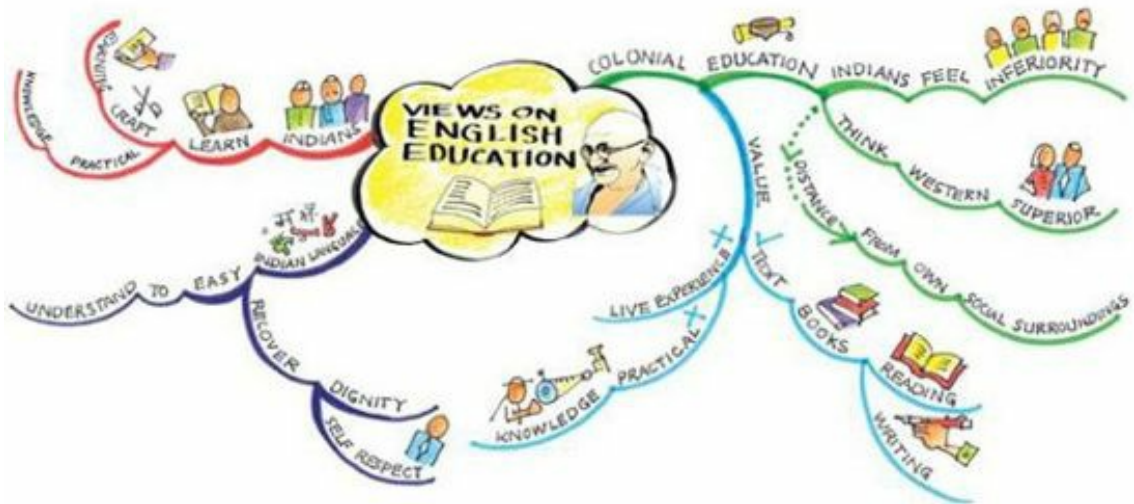 VIEWS ON
ENGLISH
EDUCATION
COLONIAL EDUCATION INDIANS FEEL INFERIORITY
THINK WESTERN SUPERIOR
DISTANCE FROM OWN SOCIAL SURROUNDINGS
VALUE
TEXT BOOKS
READING
WRITING
LIVE EXPERIENCE
PRACTICAL KNOWLEDGE
INDIAN LANGUAGE
EASY TO UNDERSTAND
DIGNITY
SELF RESPECT
INDIANS LEARN
CRAFT
PRACTICAL KNOWLEDGE